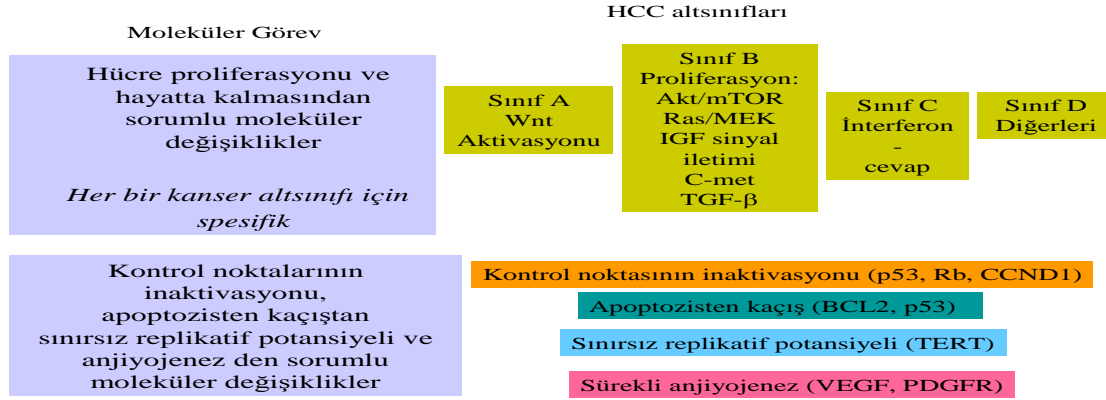 HCC altsınıfları
Moleküler Görev
Hücre proliferasyonu ve
hayatta kalmasından
sorumlu moleküler
değişiklikler
Her bir kanser altsınıfı için
spesifik
Sınıf A
Wnt
Aktivasyonu
Sınıf B
Proliferasyon:
Akt/mTOR
Ras/MEK
IGF sinyal
iletimi
C-met
TGF-β
Sınıf C
İnterferon
-
cevap
Sınıf D
Diğerleri
Kontrol noktalarının
inaktivasyonu,
apoptozisten kaçıştan
sınırsız replikatif potansiyeli ve
anjiyojenez den sorumlu
moleküler değişiklikler
Kontrol noktasının inaktivasyonu (p53, Rb, CCND1)
Apoptozisten kaçış (BCL2, p53)
Sınırsız replikatif potansiyeli (TERT)
Sürekli anjiyojenez (VEGF, PDGFR)